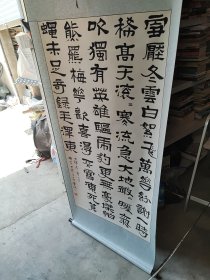 雪壓冬雲白絮飛萬花紛謝一時
稀高天滾〻寒流急大地微〻暖氣
吹獨有英雄驅虎豹更無豪傑怕
熊羆梅花歡喜漫天雪凍死蒼
蠅未足奇錄毛澤東